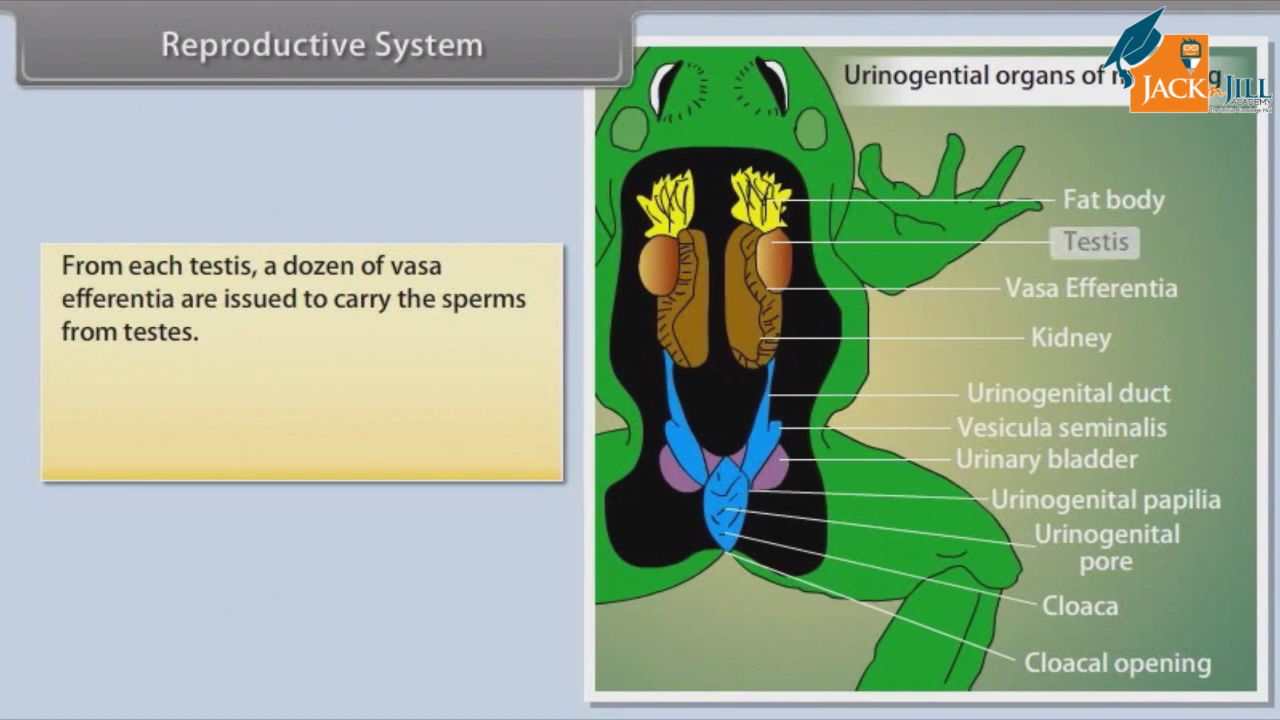 Reproductive System
Urinogential organs of
JACK n JILL
ACADEMY
From each testis, a dozen of vasa
efferentia are issued to carry the sperms
from testes.
Fat body
Testis
Vasa Efferentia
Kidney
Urinogenital duct
Vesicula seminalis
Urinary bladder
Urinogenital papilia
Urinogenital
pore
Cloaca
Cloacal opening